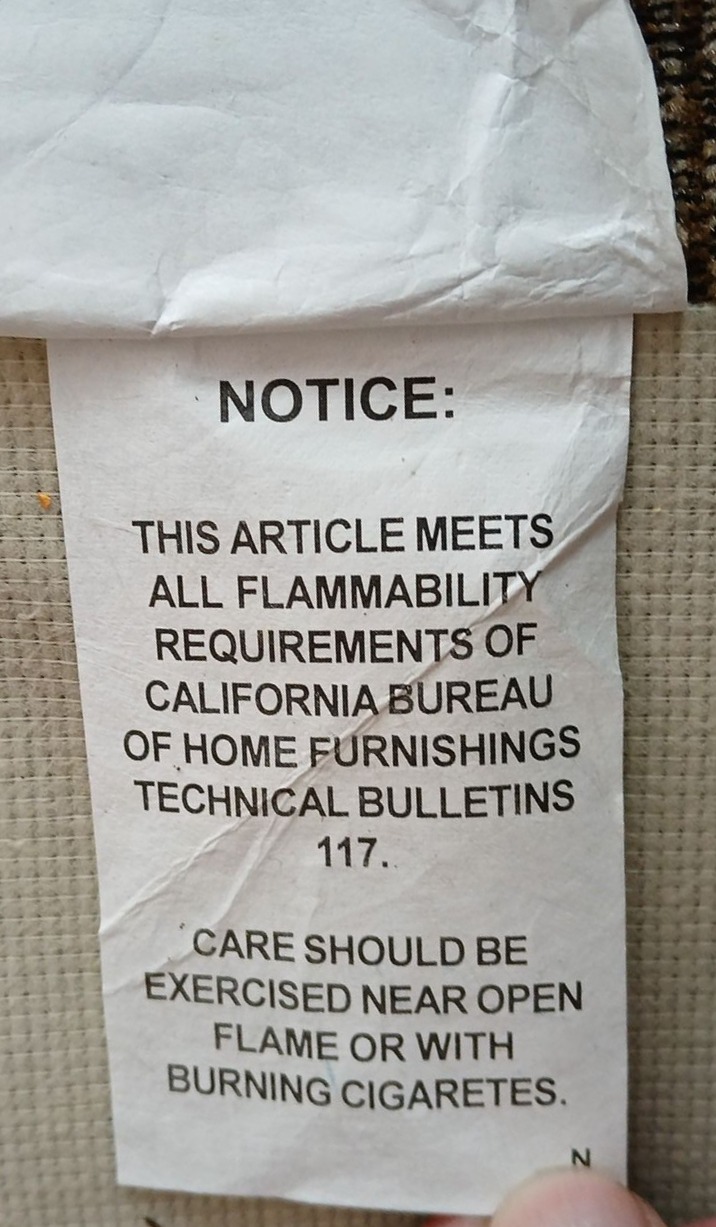 NOTICE:
THIS ARTICLE MEETS
ALL FLAMMABILITY
REQUIREMENTS OF
CALIFORNIA BUREAU
OF HOME FURNISHINGS
TECHNICAL BULLETINS
117.
CARE SHOULD BE
EXERCISED NEAR OPEN
FLAME OR WITH
BURNING CIGARETES.
N